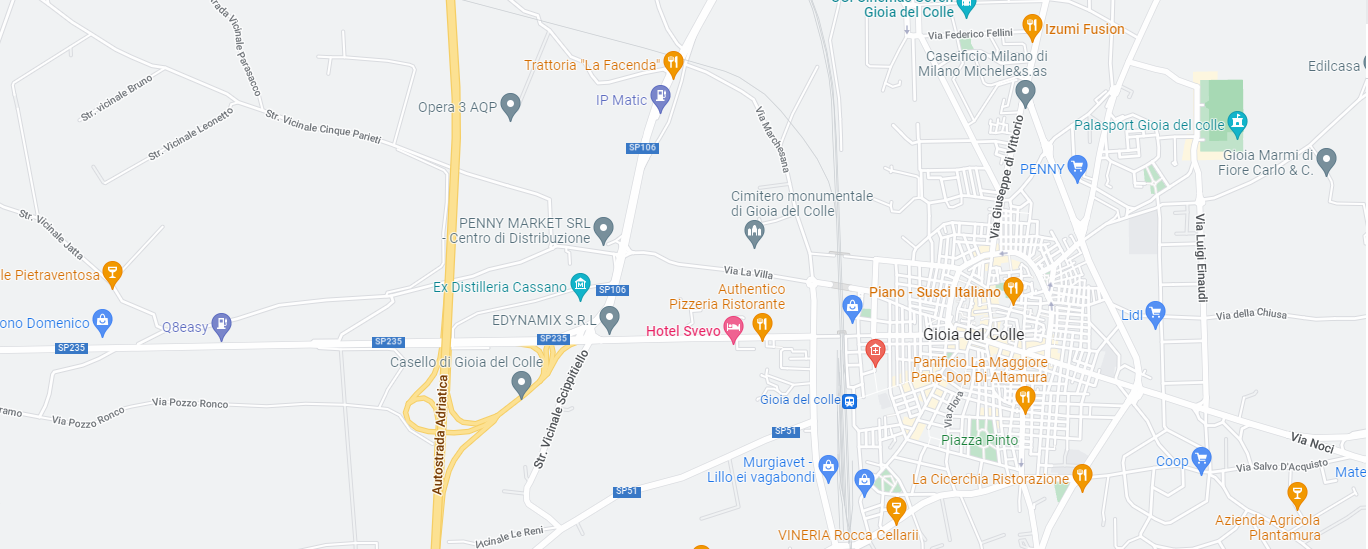 Gioia del Colle
Izumi Fusion
Via Federico Fellini
Caseificio Milano di
Milano Michele&s.as
Edilcasa
Strada Vicinale Parasacco
Trattoria "La Facenda"
Str. vicinale Bruno
IP Matic
Opera 3 AQP
Str. Vicinale Cinque Parieti
Str. Vicinale Leonetto
Via Marchesana
Palasport Gioia del colle
SP106
Gioia Marmi di
Fiore Carlo & C.
PENNY
Via Giuseppe di Vittorio
Cimitero monumentale
di Gioia del Colle
PENNY MARKET SRL
- Centro di Distribuzione
Str. Vicinale Jatta
Via Luigi Einaudi
le Pietraventosa
Via La Villa
Ex Distilleria Cassano
SP106
Authentico
Pizzeria Ristorante
Piano - Susci Italiano
ono Domenico
Q8easy
EDYNAMIX S.R.L
Hotel Svevo
Gioia del Colle
Lidl
Via della Chiusa
SP235
SP235
SP235
Casello di Gioia del Colle
Panificio La Maggiore
Pane Dop Di Altamura
Autostrada Adriatica
Str. Vicinale Scippitiello
Gioia del colle
Via Flora
ramo
Via Pozzo Ronco
Via Pozzo Ronco
SP51
Piazza Pinto
Via Noci
Murgiavet -
Lillo ei vagabondi
Coop
Via Salvo D'Acquisto
Mate
La Cicerchia Ristorazione
SP51
VINERIA Rocca Cellarii
Azienda Agricola
Plantamura
Vicinale Le Reni